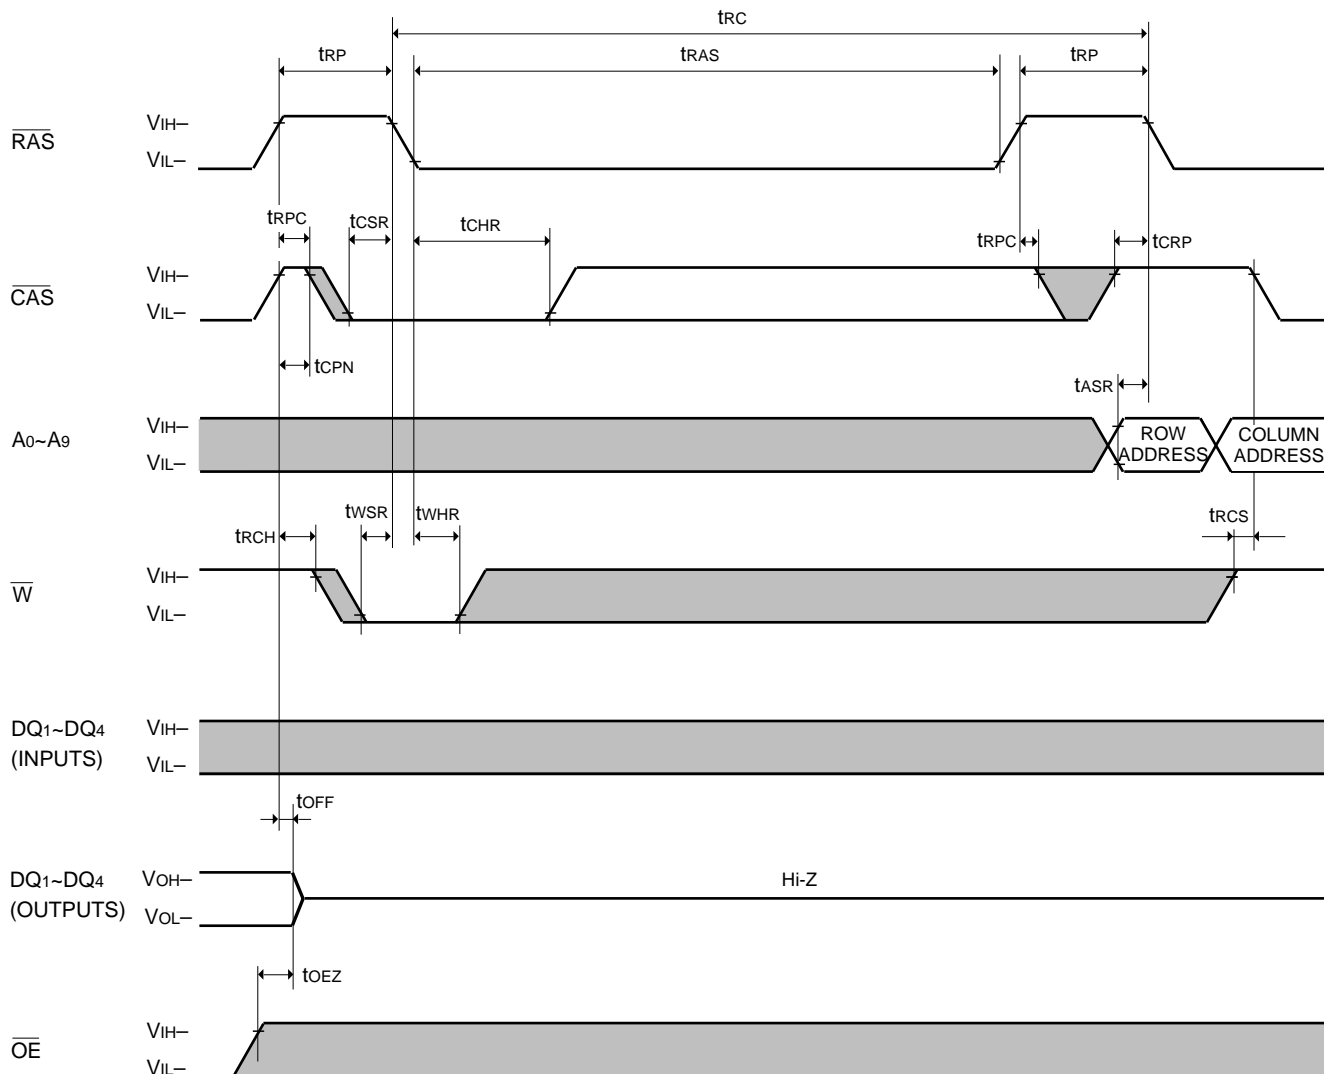 tRC
tRP tRAS tRP
RAS VIH–
VIL–
tRPC tCSR tCHR tRPC tCRP
CAS VIH–
VIL–
tCPN
tASR
A0~A9 VIH–
VIL–
ROW ADDRESS
COLUMN ADDRESS
tRCH tWSR tWHR tRCS
W VIH–
VIL–
DQ1~DQ4 VIH–
(INPUTS) VIL–
tOFF
DQ1~DQ4 VOH– Hi-Z
(OUTPUTS) VOL–
tOEZ
OE VIH–
VIL–